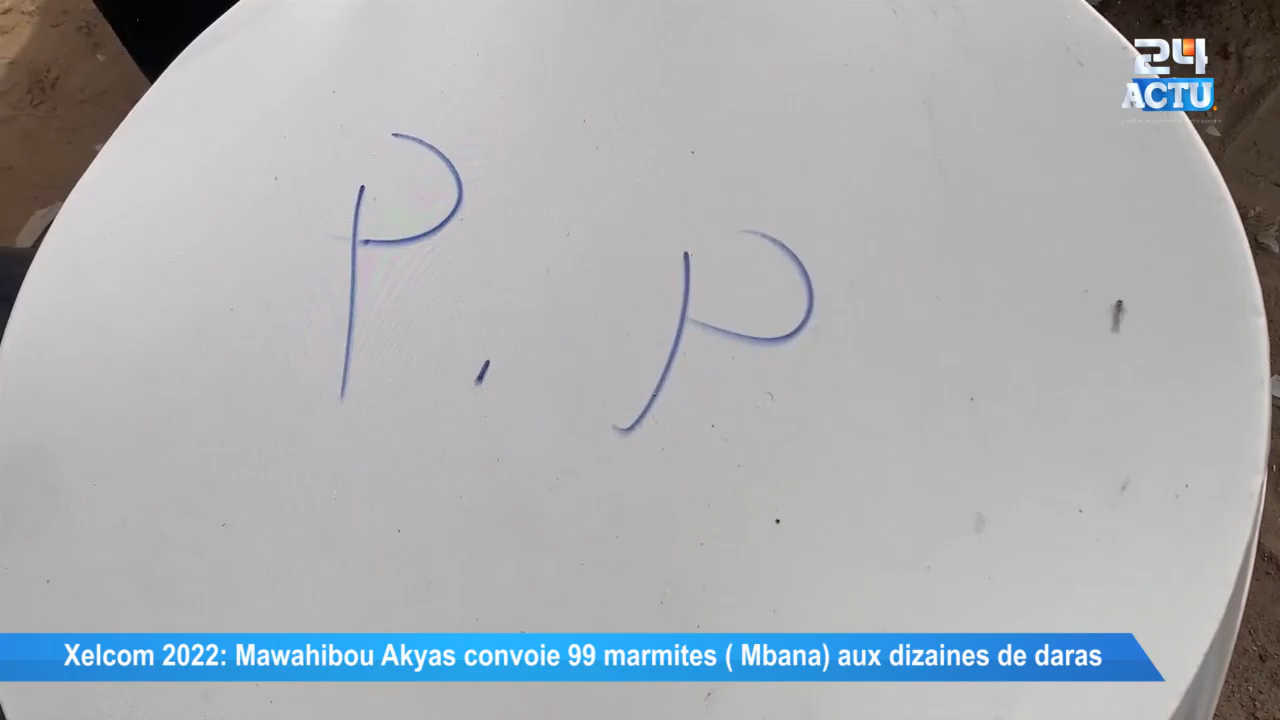 24
ACTU.
P. P
Xelcom 2022: Mawahibou Akyas convoie 99 marmites ( Mbana) aux dizaines de daras